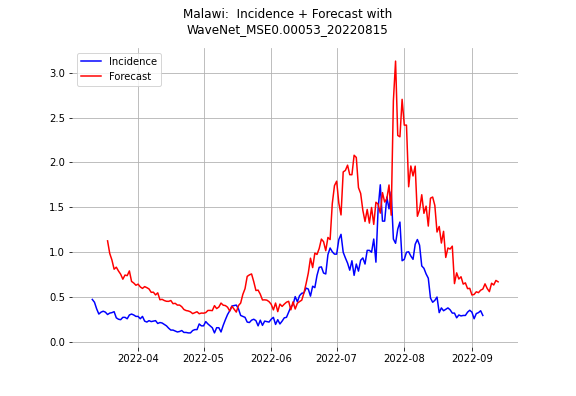 Malawi:  Incidence + Forecast with
WaveNet_MSE0.00053_20220815
Incidence
Forecast
3.0
2.5
2.0
1.5
1.0
0.5
0.0
2022-04 2022-05 2022-06 2022-07 2022-08 2022-09